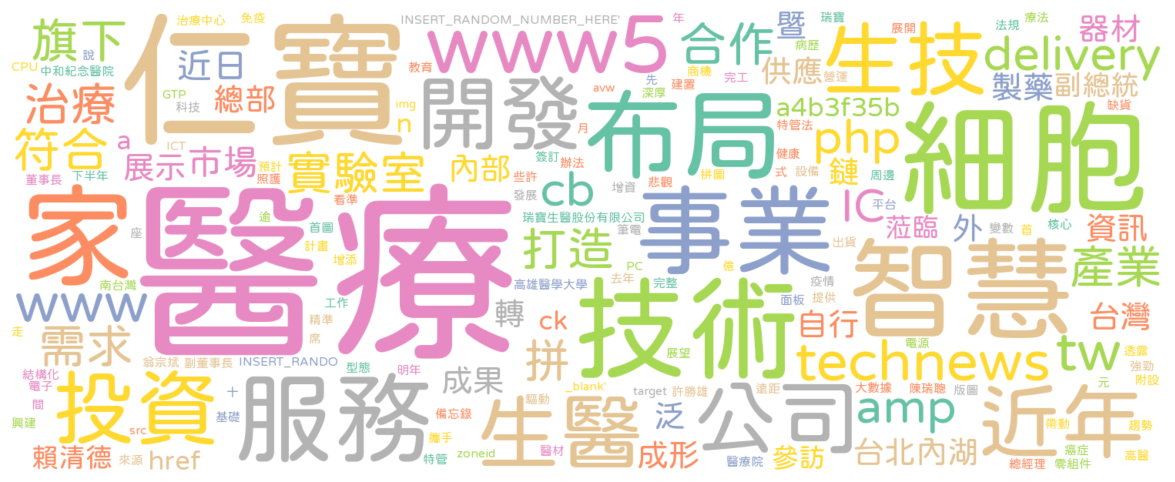 治療中心
免疫
INSERT_RANDOM_NUMBER_HERE'
年
瑞寶
法規
療法
旗下
說
仁寶
www5
合作
暨
展開
生技
器材
CPU
中和紀念醫院
近日
教育
病歷
delivery
治療
GTP
科技
總部
img
開發
先
深厚
商機
建置
完工
供應
營運
製藥
副總統
avw
布局
a4b3f35b
缺貨
符合
a
ICT
n
月
特管法
php
細胞
展示
市場
預計
照護
實驗室
內部
簽訂
辦法
健康
式
設備
鏈
周邊
董事長
下半年
看準
些許
發展
cb
增資
悲觀
拼圖
家
醫療
逾
首圖
瑞寶生醫股份有限公司
筆電
事業
IC
平台
蒞臨
外
變數
首
核心
資訊
座
計畫
增添
打造
PC
去年
億
完整
出貨
智慧
產業
南台灣
高雄醫學大學
疫情
www
工作
轉
技術
面板
提供
自行
台灣
走
需求
精準
席
ck
展望
電源
tw
透露
翁宗斌
副董事長
INSERT_RANDO
型態
明年
拼
technews
強勁
附設
結構化
電子
投資
十
服務
成果
驅動
_blank'
target
許勝雄
遠距
大數據
陳瑞聰
版圖
元
間
興建
src
基礎
備忘錄
生醫
泛
公司
amp
近年
帶動
趨勢
賴清德
來源
href
攜手
特管
zoneid
醫材
成形
醫療院
參訪
台北內湖
總經理
癌症
零組件
高醫